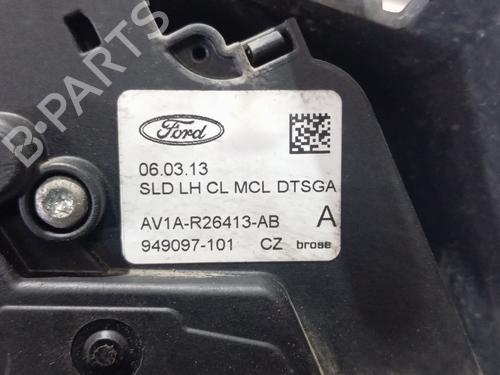 B-PARTS
Ford
06.03.13
SLD LH CL MCL DTSGA
AV1A-R26413-AB A
949097-101 CZ brose